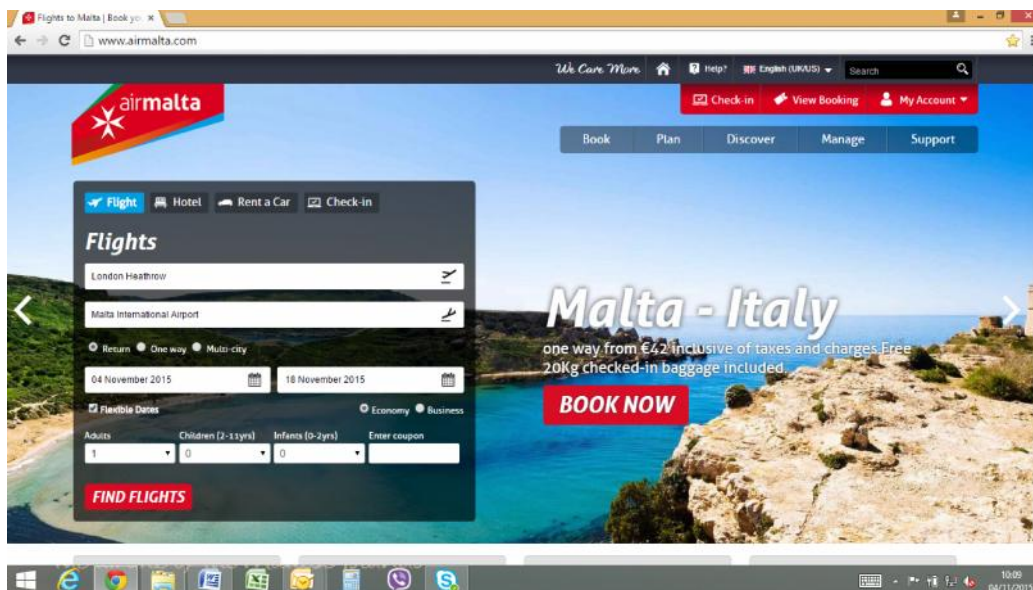 Flights to Malta | Book yo
www.airmalta.com
We Care More Help? English (UK/US) Search
airmalta
Check-in View Booking My Account
Book Plan Discover Manage Support
Flight Hotel Rent a Car Check-in
Flights
London Heathrow
Malta International Airport
Return One way Multi-city
04 November 2015 18 November 2015
Flexible Dates Economy Business
Adults Children (2-11yrs) Infants (0-2yrs) Enter coupon
1 0 0
FIND FLIGHTS
Malta - Italy
one way from €42 inclusive of taxes and charges.Free
20Kg checked-in baggage included.
BOOK NOW
10:09
04/11/2015